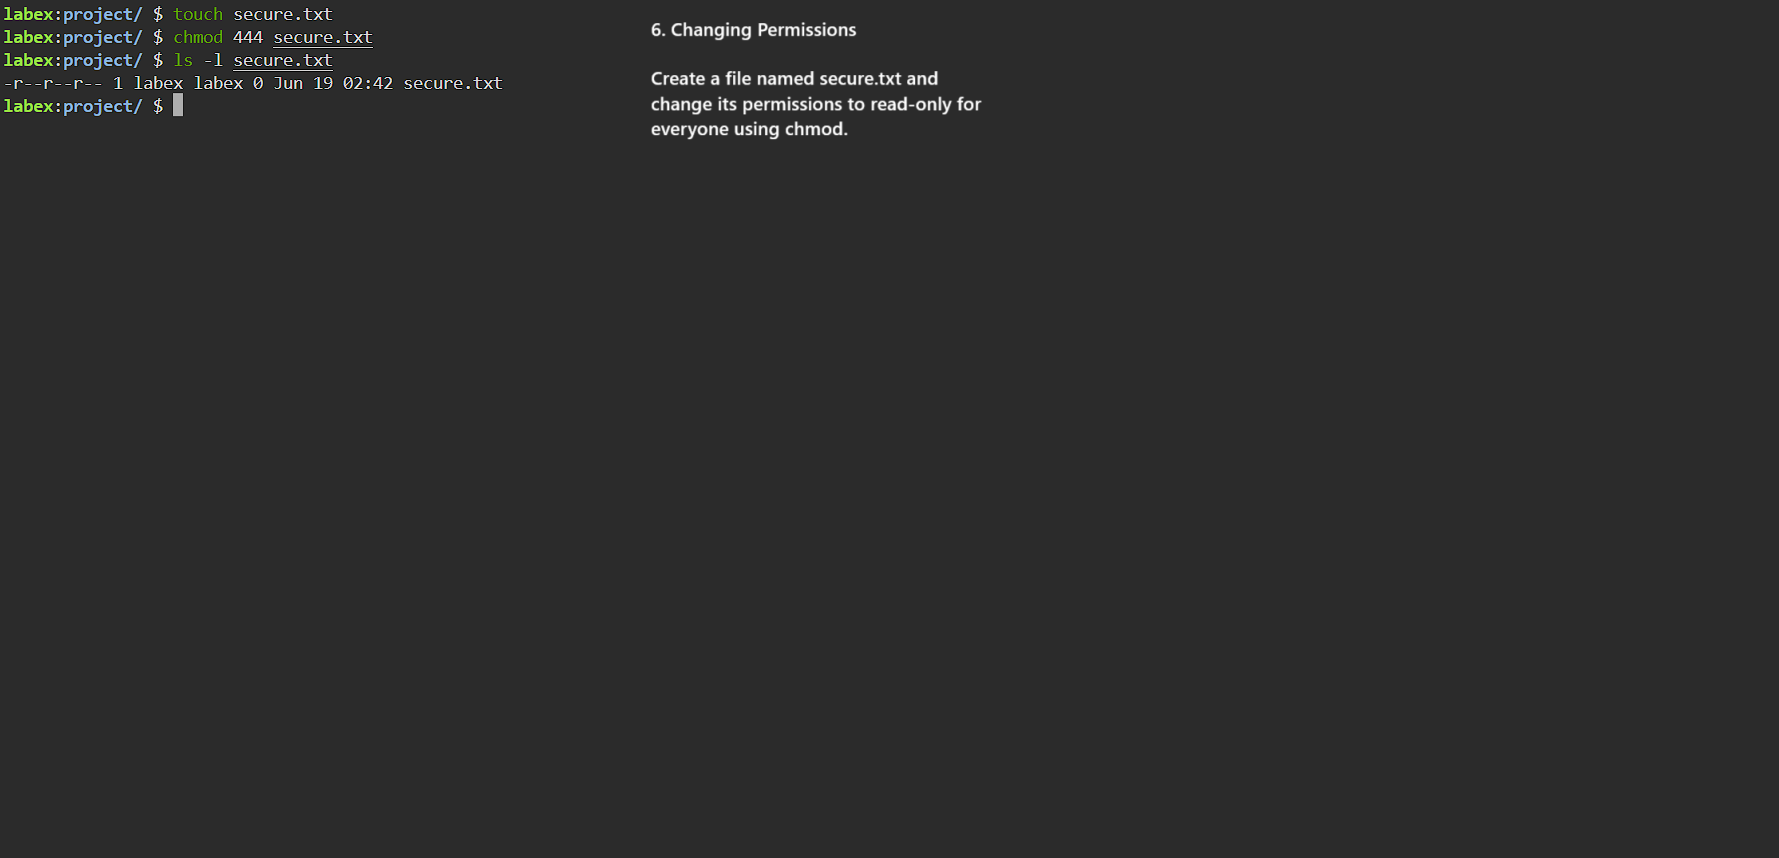 labex:project/ $ touch secure.txt
labex:project/ $ chmod 444 secure.txt
labex:project/ $ ls -l secure.txt
-r--r--r-- 1 labex labex 0 Jun 19 02:42 secure.txt
labex:project/ $
6. Changing Permissions
Create a file named secure.txt and
change its permissions to read-only for
everyone using chmod.